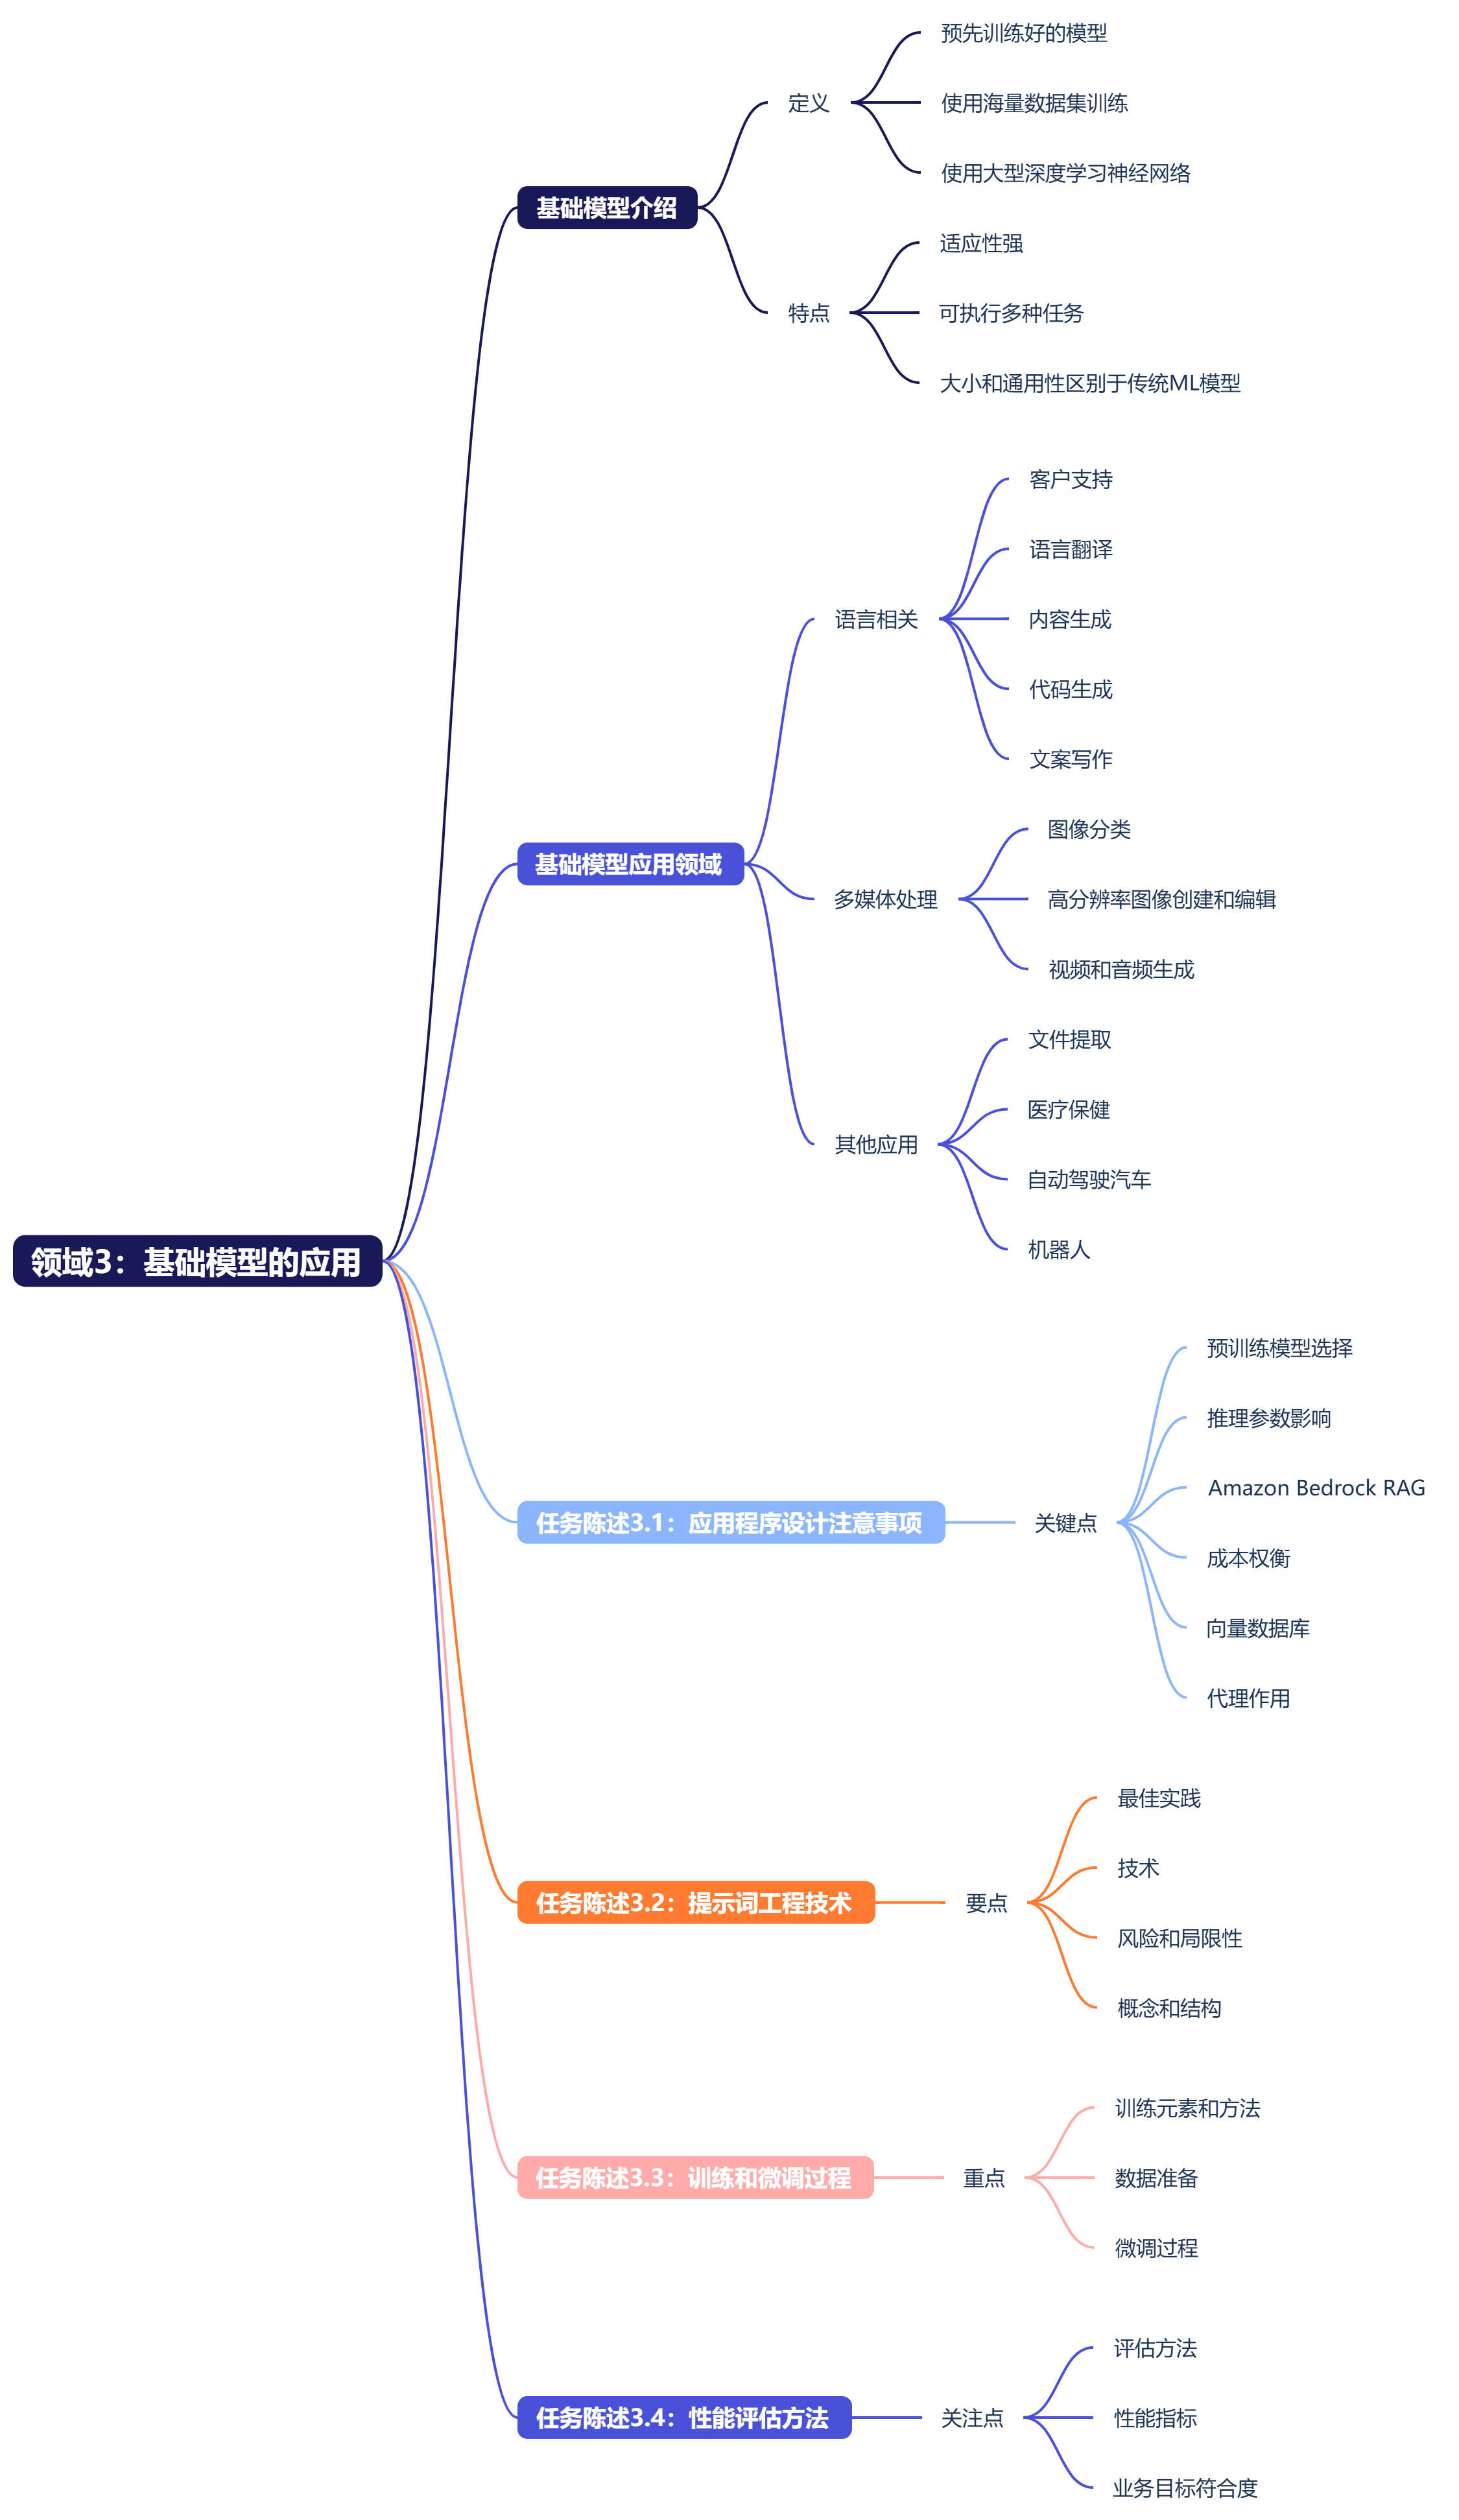 领域3：基础模型的应用
基础模型介绍
定义
预先训练好的模型
使用海量数据集训练
使用大型深度学习神经网络
特点
适应性强
可执行多种任务
大小和通用性区别于传统ML模型
基础模型应用领域
语言相关
客户支持
语言翻译
内容生成
代码生成
文案写作
多媒体处理
图像分类
高分辨率图像创建和编辑
视频和音频生成
其他应用
文件提取
医疗保健
自动驾驶汽车
机器人
任务陈述3.1：应用程序设计注意事项
关键点
预训练模型选择
推理参数影响
Amazon Bedrock RAG
成本权衡
向量数据库
代理作用
任务陈述3.2：提示词工程技术
要点
最佳实践
技术
风险和局限性
概念和结构
任务陈述3.3：训练和微调过程
重点
训练元素和方法
数据准备
微调过程
任务陈述3.4：性能评估方法
关注点
评估方法
性能指标
业务目标符合度